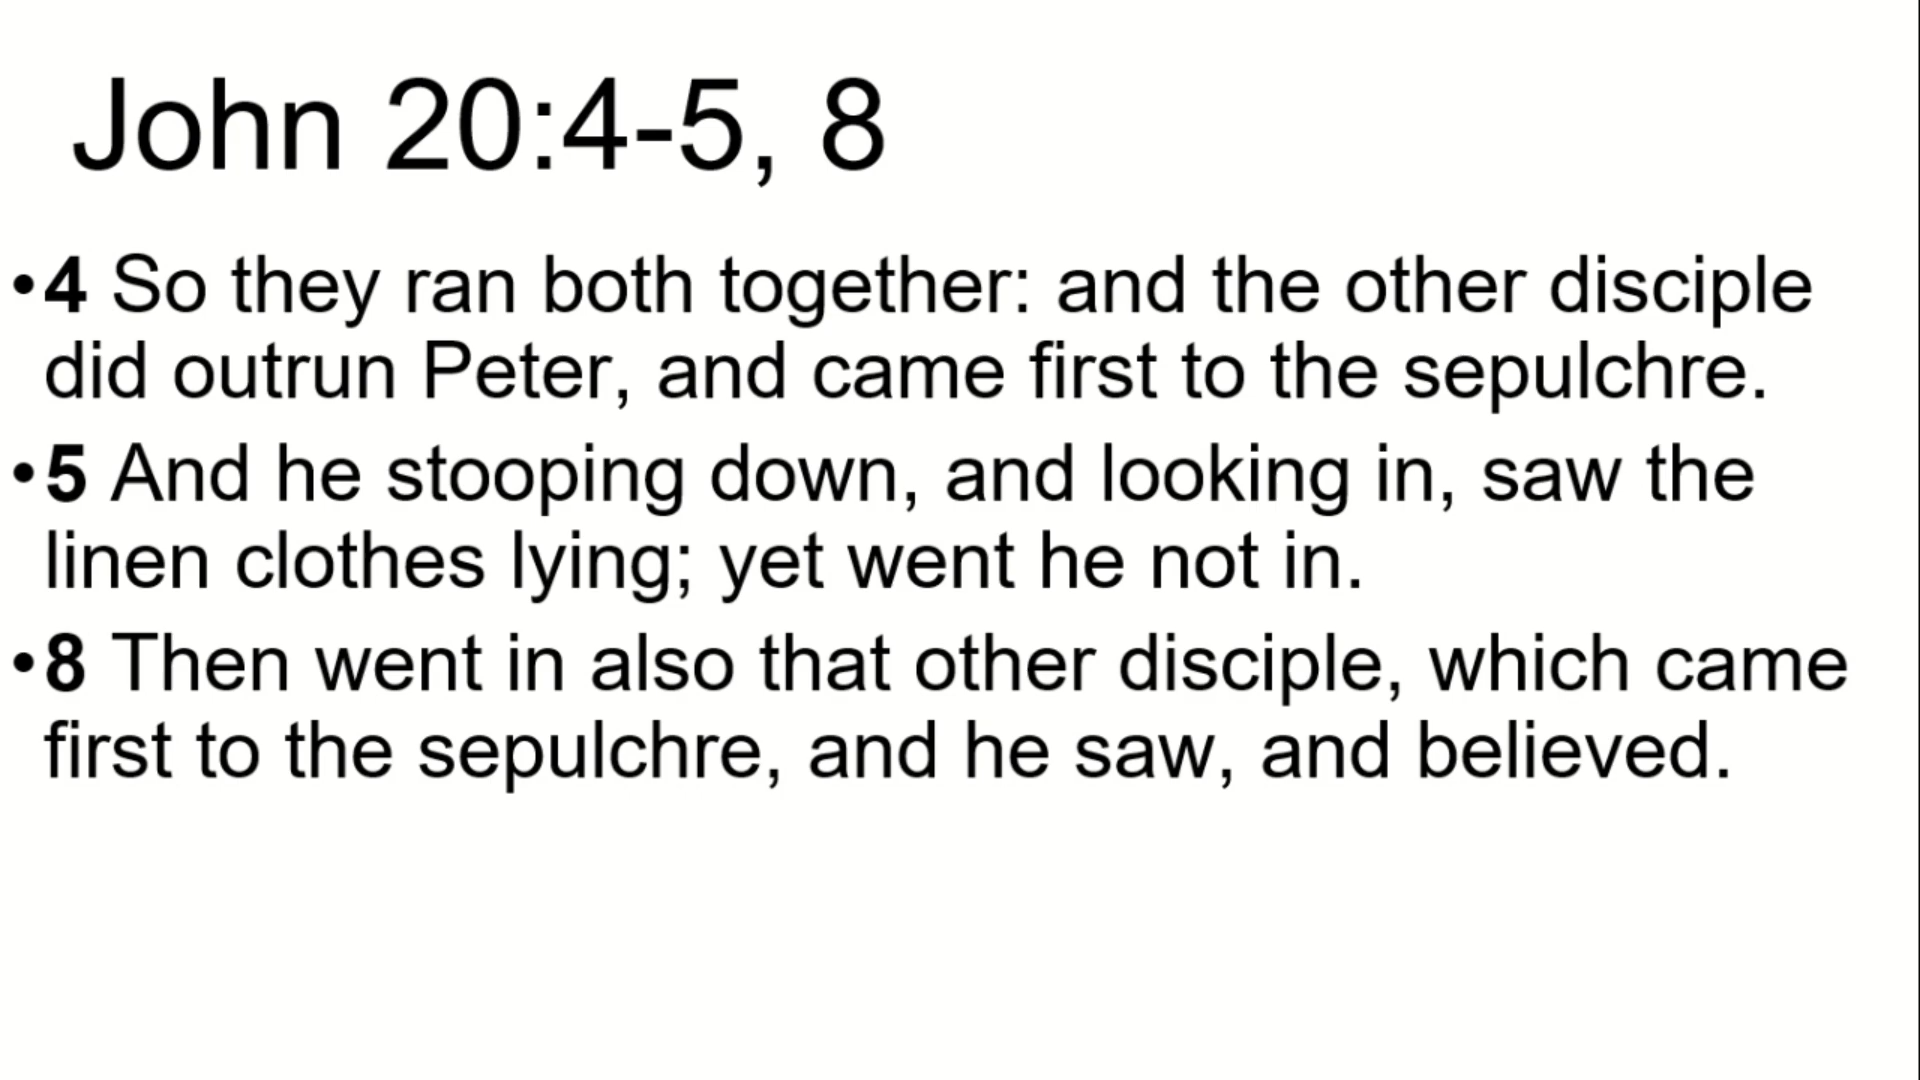 John 20:4-5, 8
•4 So they ran both together: and the other disciple
did outrun Peter, and came first to the sepulchre.
•5 And he stooping down, and looking in, saw the
linen clothes lying; yet went he not in.
•8 Then went in also that other disciple, which came
first to the sepulchre, and he saw, and believed.